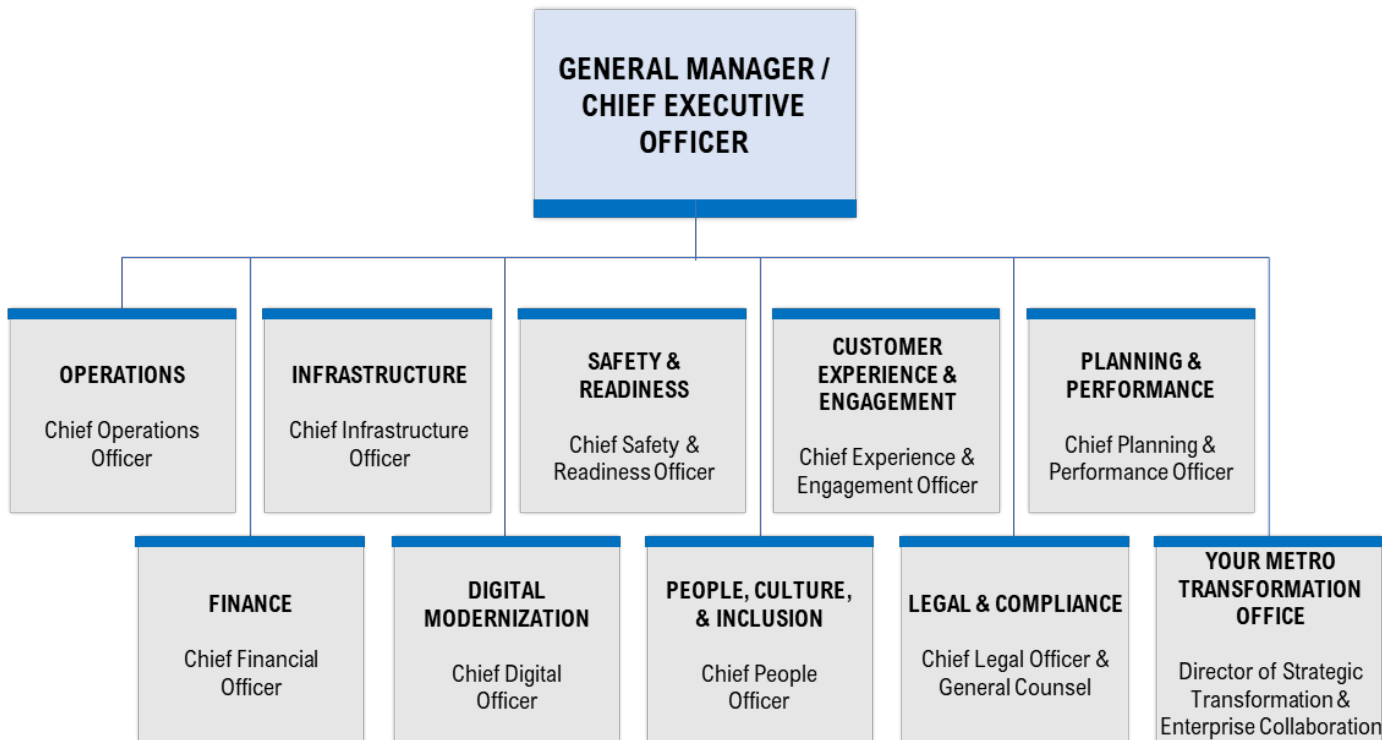 GENERAL MANAGER /
CHIEF EXECUTIVE
OFFICER
OPERATIONS
Chief Operations
Officer
INFRASTRUCTURE
Chief Infrastructure
Officer
SAFETY &
READINESS
Chief Safety &
Readiness Officer
CUSTOMER
EXPERIENCE &
ENGAGEMENT
Chief Experience &
Engagement Officer
PLANNING &
PERFORMANCE
Chief Planning &
Performance Officer
FINANCE
Chief Financial
Officer
DIGITAL
MODERNIZATION
Chief Digital
Officer
PEOPLE, CULTURE,
& INCLUSION
Chief People
Officer
LEGAL & COMPLIANCE
Chief Legal Officer &
General Counsel
YOUR METRO
TRANSFORMATION
OFFICE
Director of Strategic
Transformation &
Enterprise Collaboration